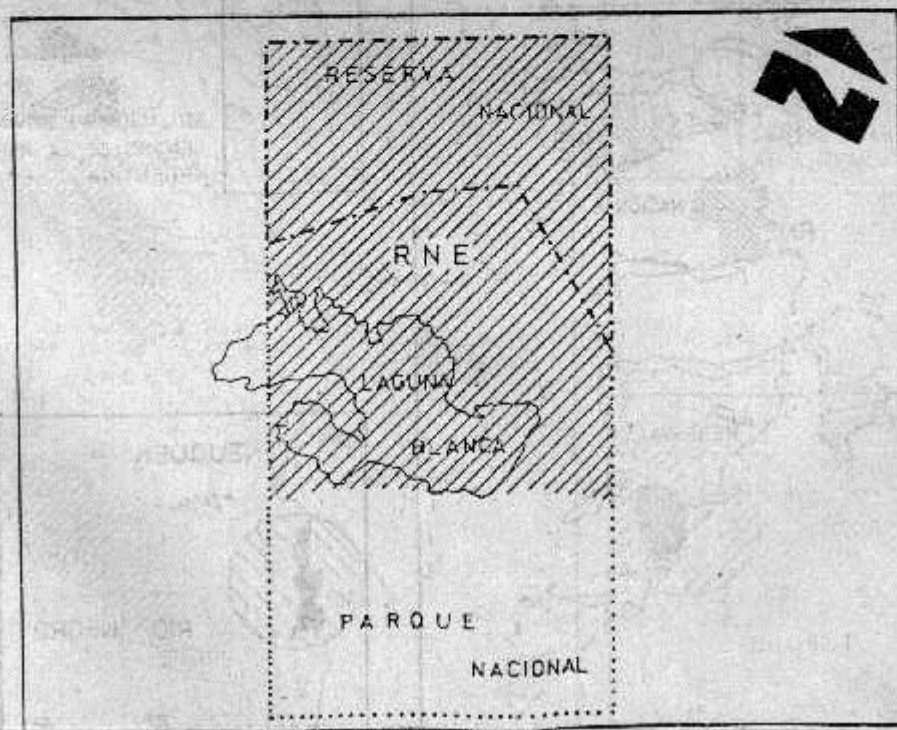 RESERVA
NACIONAL
RNE
LAGUNA
BLANCA
PARQUE
NACIONAL